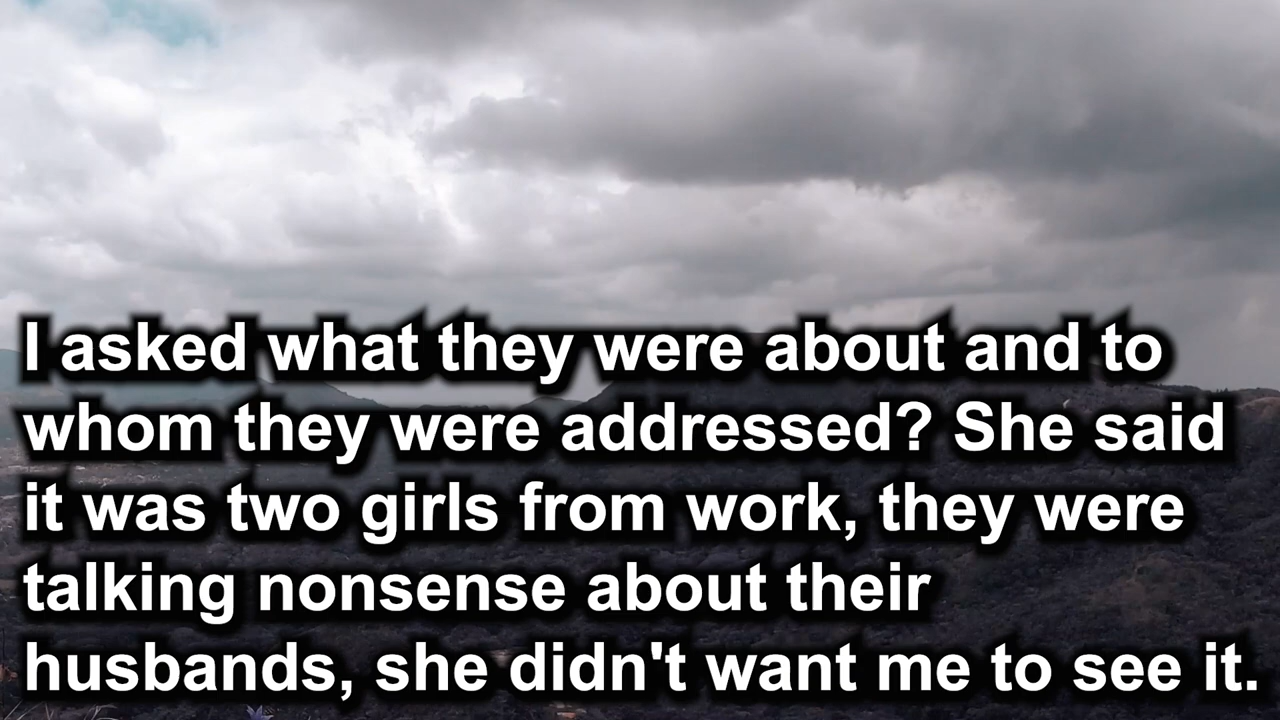 I asked what they were about and to
whom they were addressed? She said
it was two girls from work, they were
talking nonsense about their
husbands, she didn't want me to see it.